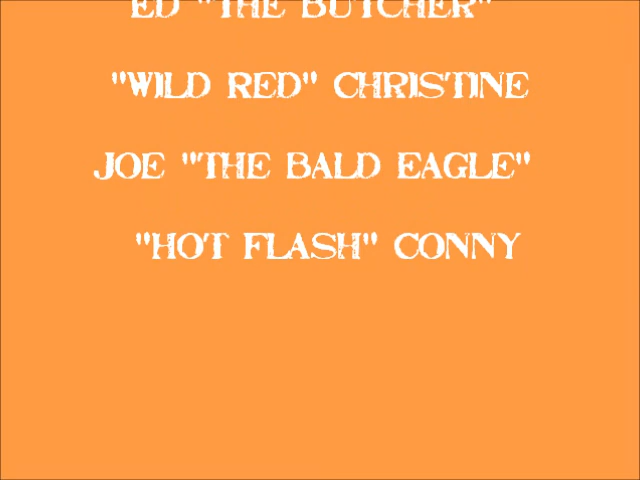 ED "THE BUTCHER"
"WILD RED" CHRISTINE
JOE "THE BALD EAGLE"
"HOT FLASH" CONNY